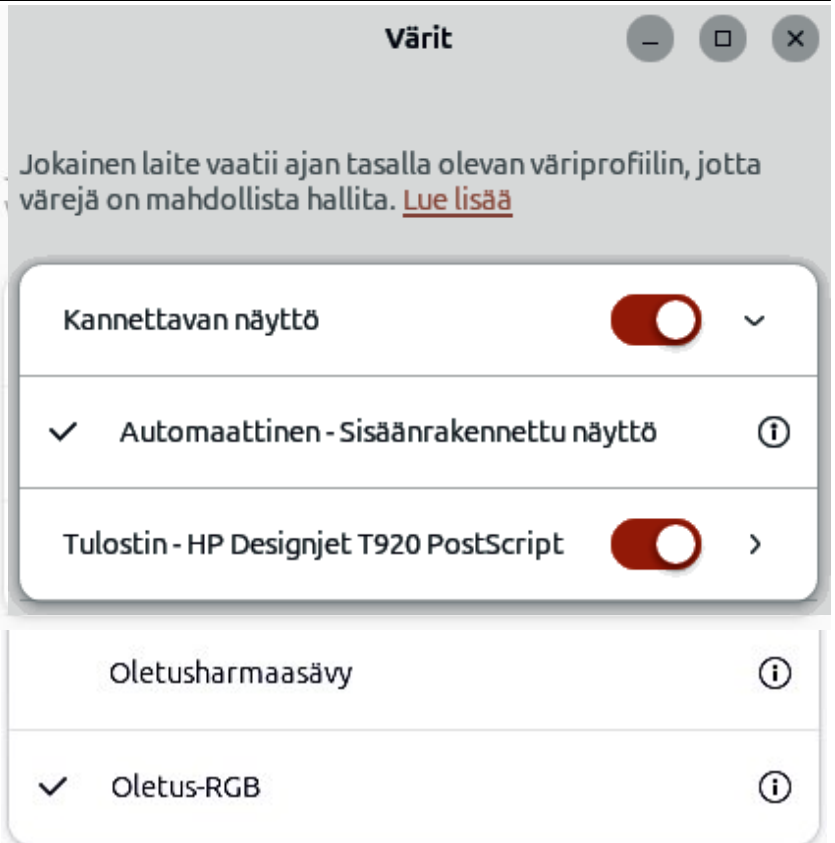 Värit
Jokainen laite vaatii ajan tasalla olevan väriprofiilin, jotta
värejä on mahdollista hallita. Lue lisää
Kannettavan näyttö
Automaattinen - Sisäänrakennettu näyttö
Tulostin - HP Designjet T920 PostScript
Oletusharmaasävy
Oletus-RGB